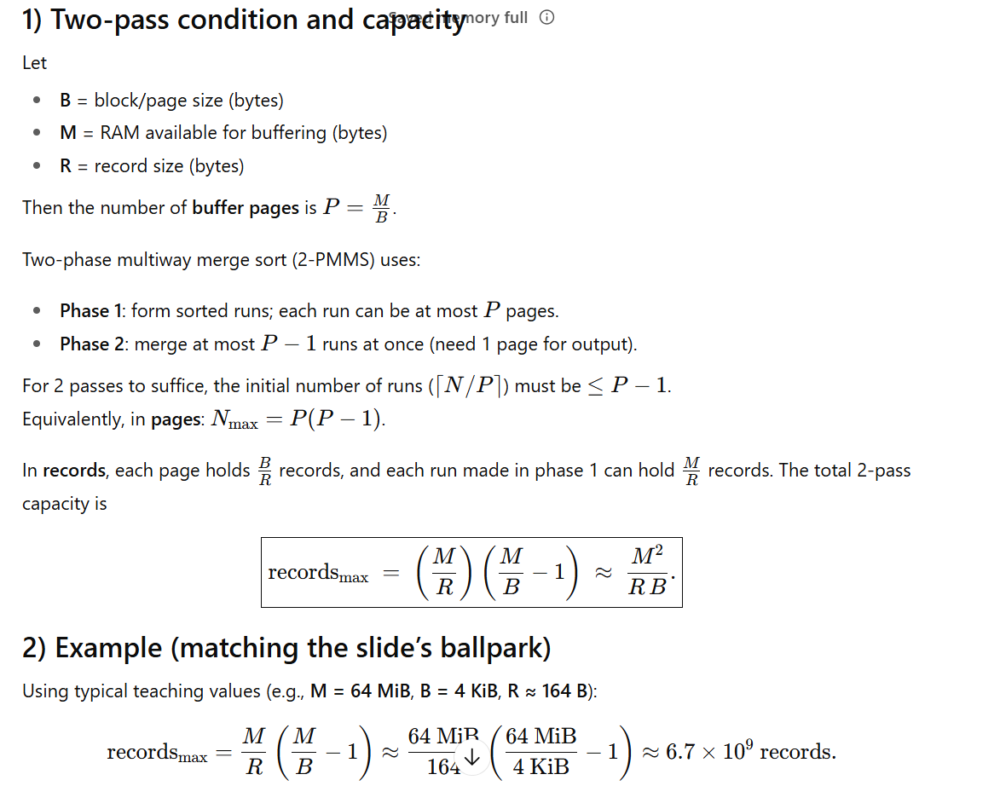 1) Two-pass condition and capacity
Saved memory full
Let
• B = block/page size (bytes)
• M = RAM available for buffering (bytes)
• R = record size (bytes)
Then the number of buffer pages is P = M/B.
Two-phase multiway merge sort (2-PMMS) uses:
• Phase 1: form sorted runs; each run can be at most P pages.
• Phase 2: merge at most P − 1 runs at once (need 1 page for output).
For 2 passes to suffice, the initial number of runs (⌈N/P⌉) must be ≤ P − 1.
Equivalently, in pages: Nmax = P(P − 1).
In records, each page holds B/R records, and each run made in phase 1 can hold M/R records. The total 2-pass
capacity is
recordsmax = (M/R) (M/B − 1) ≈ M²/R B.
2) Example (matching the slide’s ballpark)
Using typical teaching values (e.g., M = 64 MiB, B = 4 KiB, R ≈ 164 B):
recordsmax = M/R (M/B − 1) ≈ 64 MiB/164 (64 MiB/4 KiB − 1) ≈ 6.7 × 10⁹ records.